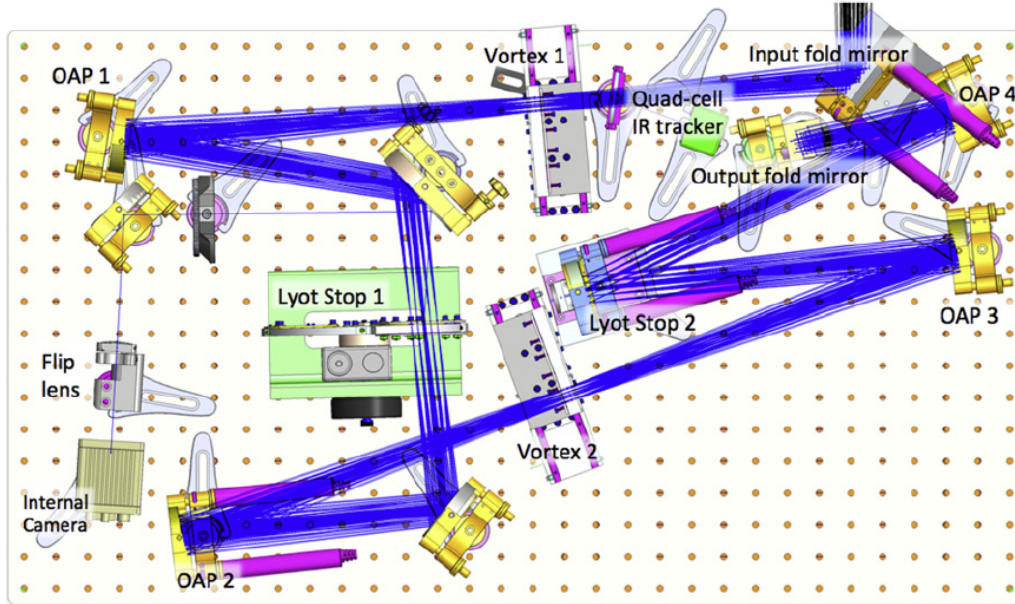 OAP 1
Vortex 1
Input fold mirror
OAP 4
Quad-cell
IR tracker
Output fold mirror
Lyot Stop 1
Lyot Stop 2
OAP 3
Flip
lens
Vortex 2
Internal
Camera
OAP 2